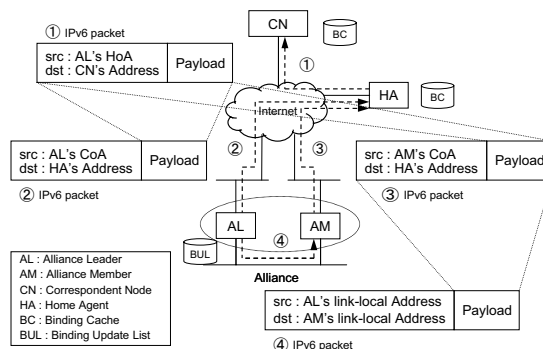 ① IPv6 packet
src : AL's HoA
dst : CN's Address
Payload
CN
BC
①
HA
BC
Internet
②
③
src : AL's CoA
dst : HA's Address
Payload
② IPv6 packet
src : AM's CoA
dst : HA's Address
Payload
③ IPv6 packet
AL
AM
④
BUL
Alliance
AL : Alliance Leader
AM : Alliance Member
CN : Correspondent Node
HA : Home Agent
BC : Binding Cache
BUL : Binding Update List
src : AL's link-local Address
dst : AM's link-local Address
Payload
④ IPv6 packet